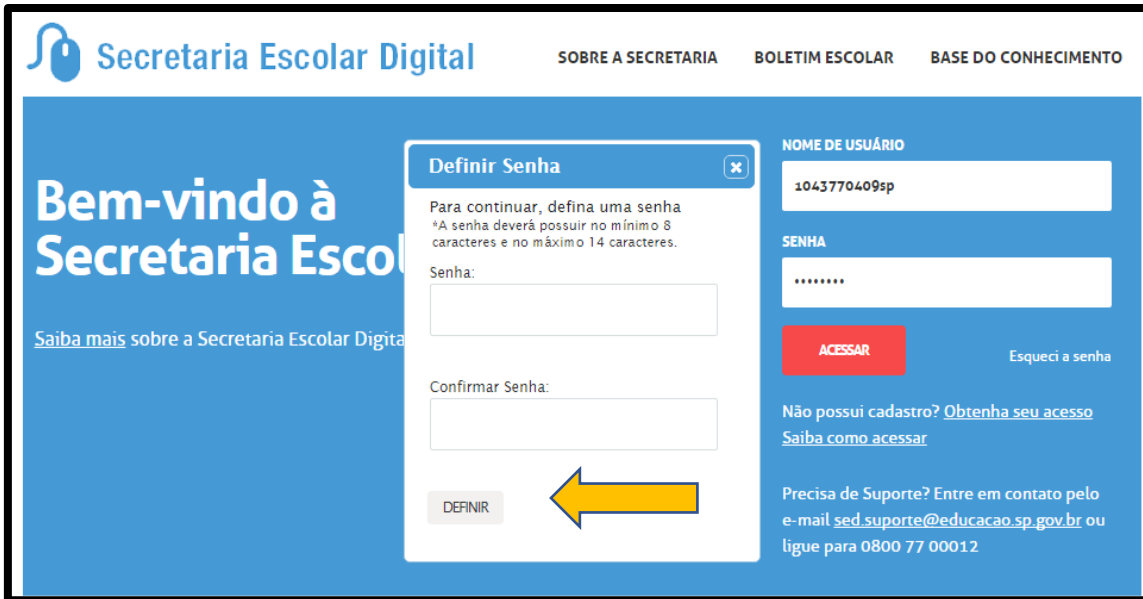 Secretaria Escolar Digital
SOBRE A SECRETARIA
BOLETIM ESCOLAR
BASE DO CONHECIMENTO
Bem-vindo à
Secretaria Escol
Saiba mais sobre a Secretaria Escolar Digita
Definir Senha
Para continuar, defina uma senha
*A senha deverá possuir no mínimo 8
caracteres e no máximo 14 caracteres.
Senha:
Confirmar Senha:
DEFINIR
NOME DE USUÁRIO
1043770409sp
SENHA
••••••••
ACESSAR
Esqueci a senha
Não possui cadastro? Obtenha seu acesso
Saiba como acessar
Precisa de Suporte? Entre em contato pelo
e-mail sed.suporte@educacao.sp.gov.br ou
ligue para 0800 77 00012